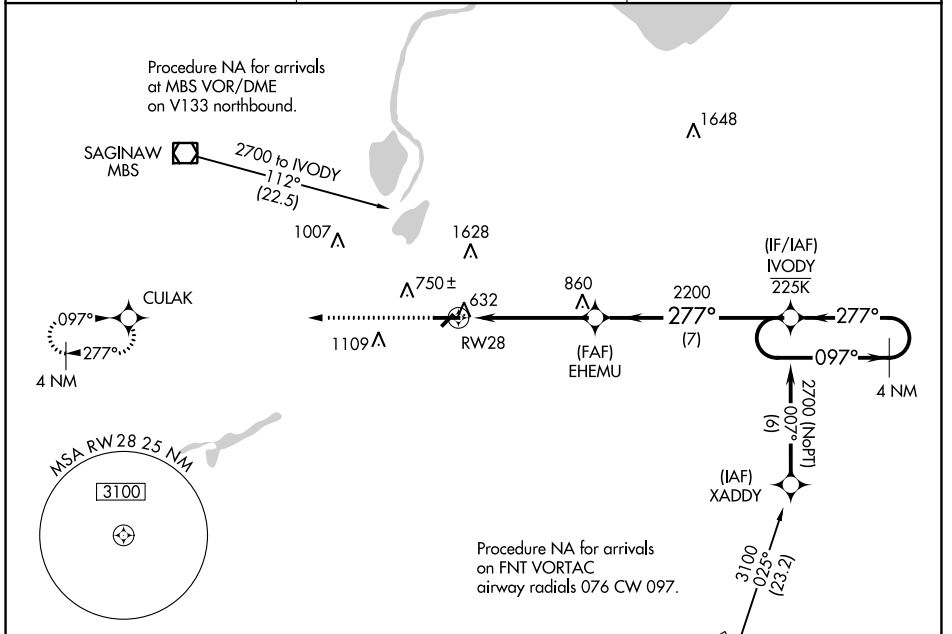 Procedure NA for arrivals
at MBS VOR/DME
on V133 northbound.
1648
SAGINAW
MBS
2700 to IVODY
112°
(22.5)
1007
1628
(IF/IAF)
IVODY
225K
CULAK
750 ±
632
860
2200
097°
277°
277°
277°
4 NM
1109
RW28
(FAF)
EHEMU
(7)
097°
4 NM
2700 (NoPT)
007°
(6)
MSA RW 28 25 NM
3100
(IAF)
XADDY
Procedure NA for arrivals
on FNT VORTAC
airway radials 076 CW 097.
3100
025°
(23.2)